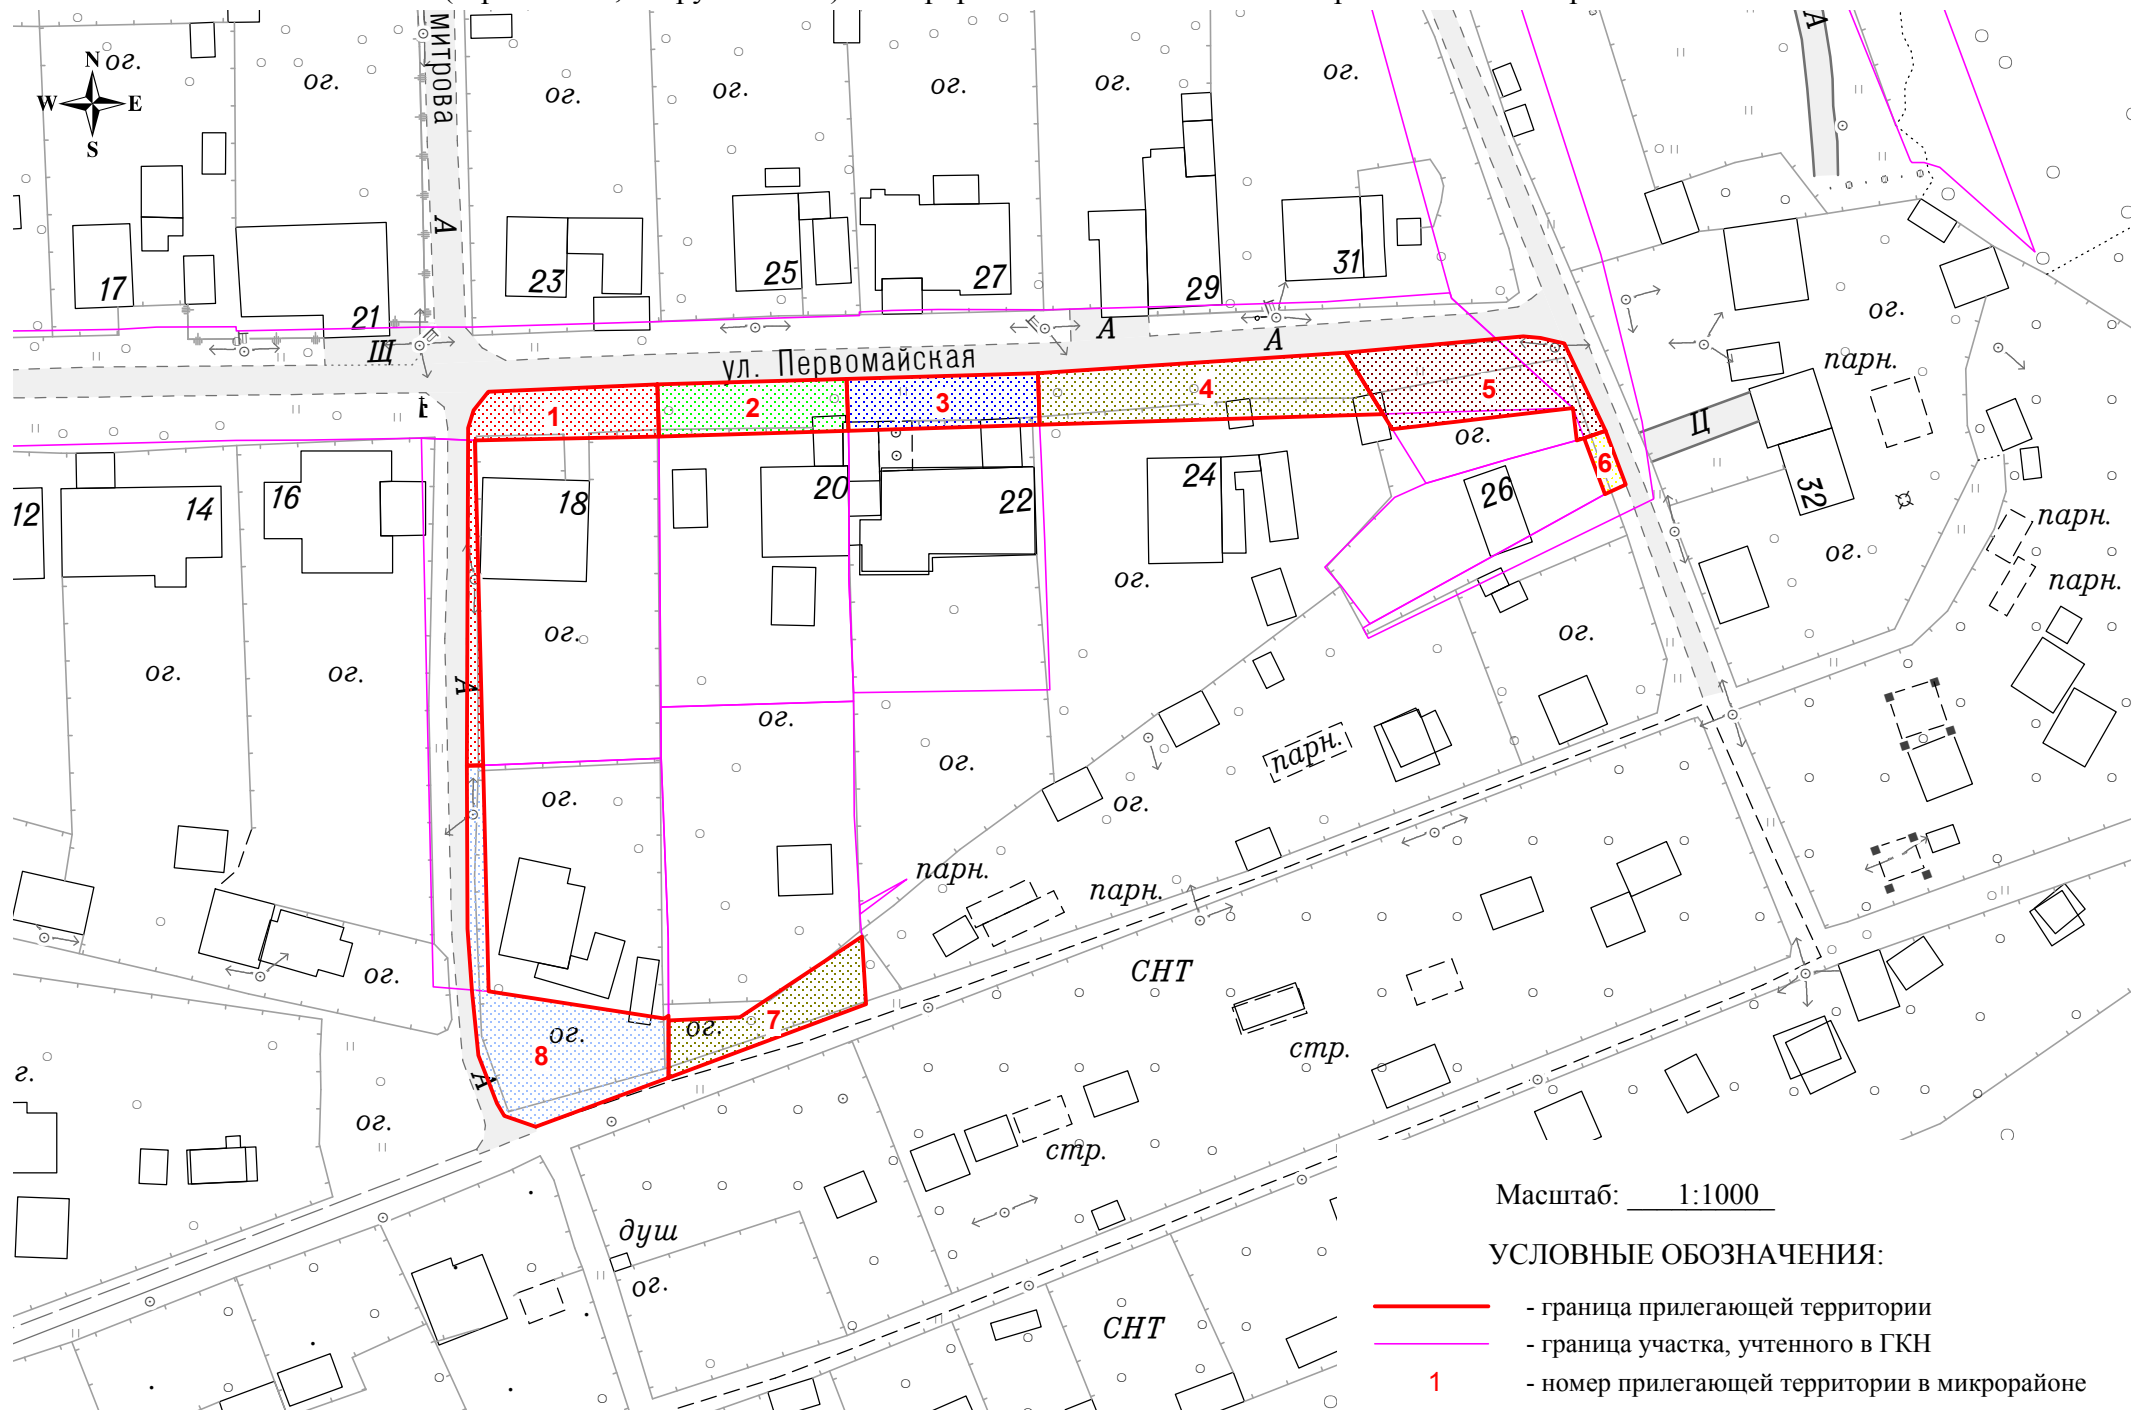 N
ог.
W
E
S
ог.
митрова
ог.
ог.
ог.
ог.
ог.
А
А
17
21
23
25
27
29
31
ог.
Щ
ул. Первомайская
А
А
парн.
1
2
3
4
5
6
ог.
Ц
12
14
16
18
20
22
24
26
32
парн.
ог.
парн.
ог.
ог.
ог.
ог.
ог.
А
ог.
ог.
ог.
парн.
ог.
парн.
парн.
ог.
СНТ
ог.
ог.
7
8
стр.
А
г.
ог.
стр.
душ
ог.
СНТ
Масштаб: 1:1000
УСЛОВНЫЕ ОБОЗНАЧЕНИЯ:
- граница прилегающей территории
- граница участка, учтенного в ГКН
1 - номер прилегающей территории в микрорайоне